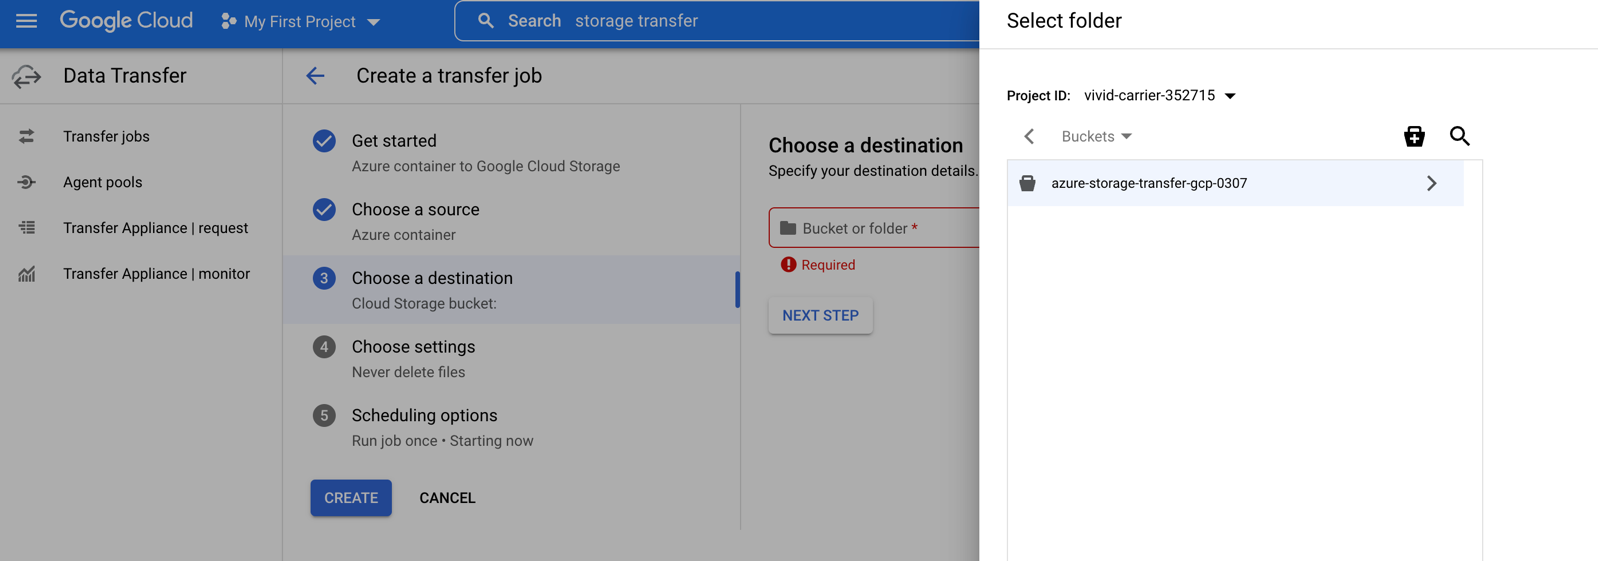 Google Cloud
My First Project
Search storage transfer
Data Transfer
Transfer jobs
Agent pools
Transfer Appliance | request
Transfer Appliance | monitor
Create a transfer job
Get started
Azure container to Google Cloud Storage
Choose a source
Azure container
3 Choose a destination
Cloud Storage bucket:
4 Choose settings
Never delete files
5 Scheduling options
Run job once • Starting now
CREATE CANCEL
Choose a destination
Specify your destination details.
Bucket or folder *
Required
NEXT STEP
Select folder
Project ID: vivid-carrier-352715
Buckets
azure-storage-transfer-gcp-0307